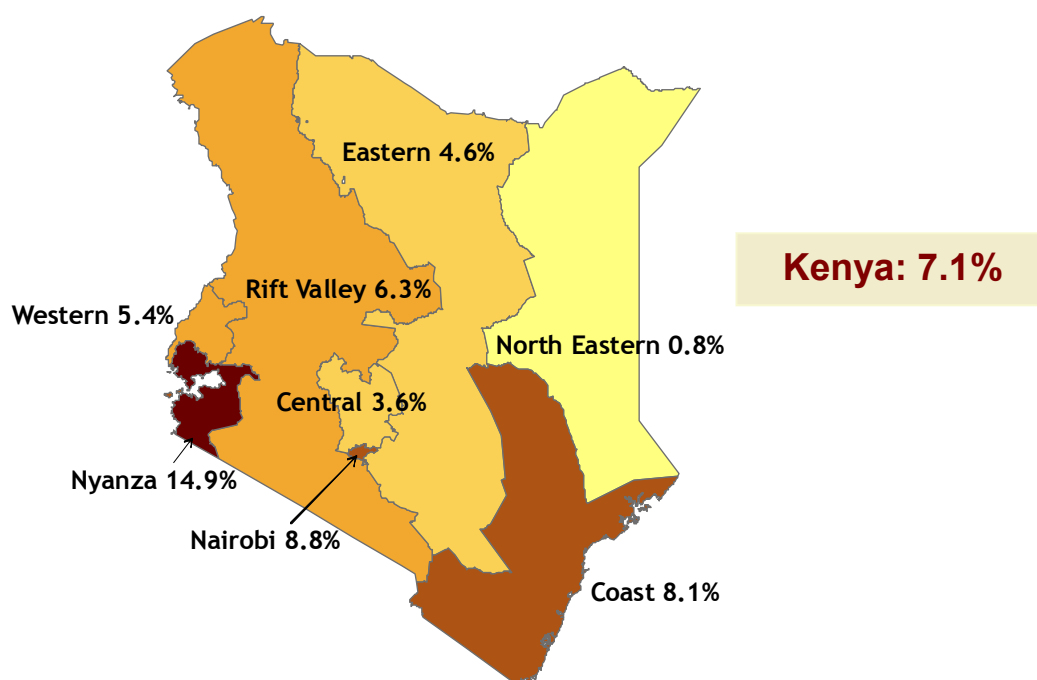 Eastern 4.6%
Kenya: 7.1%
Rift Valley 6.3%
Western 5.4%
North Eastern 0.8%
Central 3.6%
Nyanza 14.9%
Nairobi 8.8%
Coast 8.1%